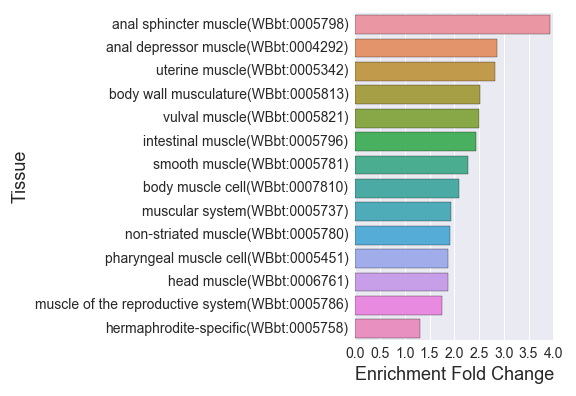 anal sphincter muscle(WBbt:0005798)
anal depressor muscle(WBbt:0004292)
uterine muscle(WBbt:0005342)
body wall musculature(WBbt:0005813)
vulval muscle(WBbt:0005821)
intestinal muscle(WBbt:0005796)
smooth muscle(WBbt:0005781)
body muscle cell(WBbt:0007810)
muscular system(WBbt:0005737)
non-striated muscle(WBbt:0005780)
pharyngeal muscle cell(WBbt:0005451)
head muscle(WBbt:0006761)
muscle of the reproductive system(WBbt:0005786)
hermaphrodite-specific(WBbt:0005758)
Tissue
0.0 0.5 1.0 1.5 2.0 2.5 3.0 3.5 4.0
Enrichment Fold Change